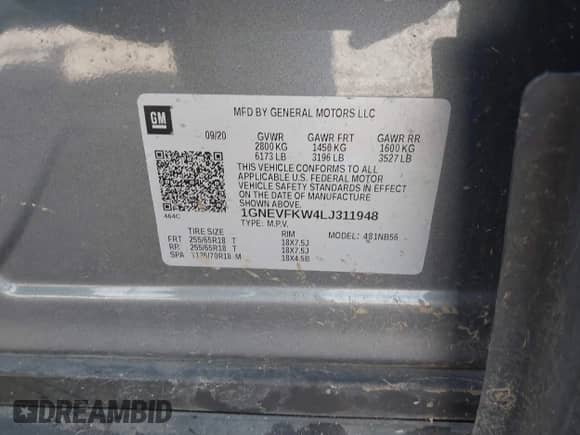 GM
MFD BY GENERAL MOTORS LLC
09/20 GVWR GAWR FRT GAWR RR
2800 KG 1450 KG 1600 KG
6173 LB 3196 LB 3527 LB
THIS VEHICLE CONFORMS TO ALL
APPLICABLE U.S. FEDERAL MOTOR
VEHICLE SAFETY STANDARDS IN EFFECT
ON THE DATE OF MANUFACTURE
SHOWN ABOVE.
464C
1GNEVFKW4LJ311948
TYPE: M.P.V. MODEL: 481NB56
TIRE SIZE RIM
FRT 255/65R18 T 18X7.5J
RR 255/65R18 T 18X7.5J
SPA T135/70R18 M 18X4.5B
DREAMBID